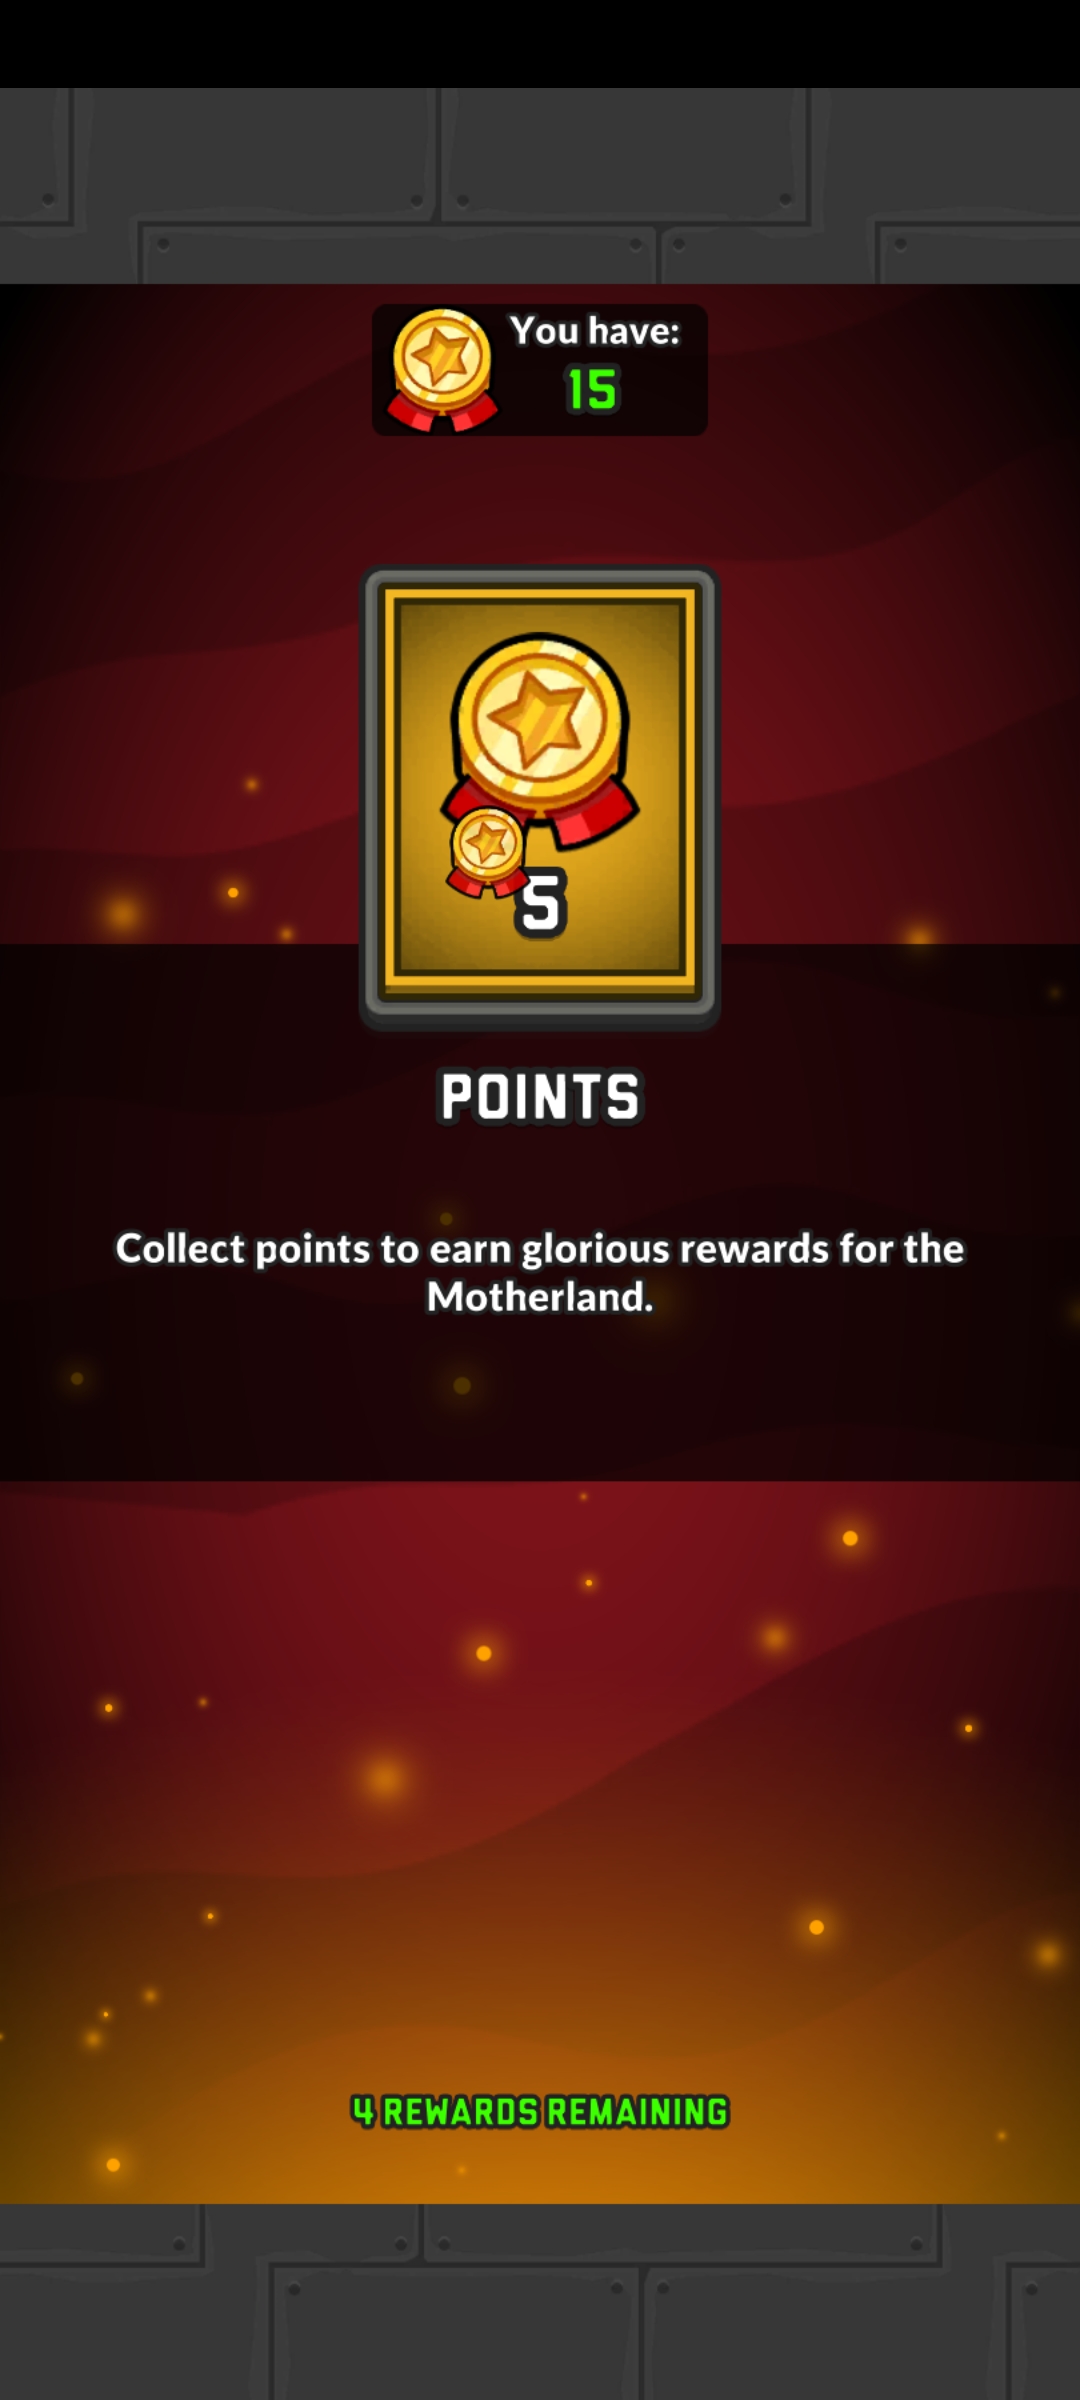 You have:
15
5
POINTS
Collect points to earn glorious rewards for the
Motherland.
4 REWARDS REMAINING